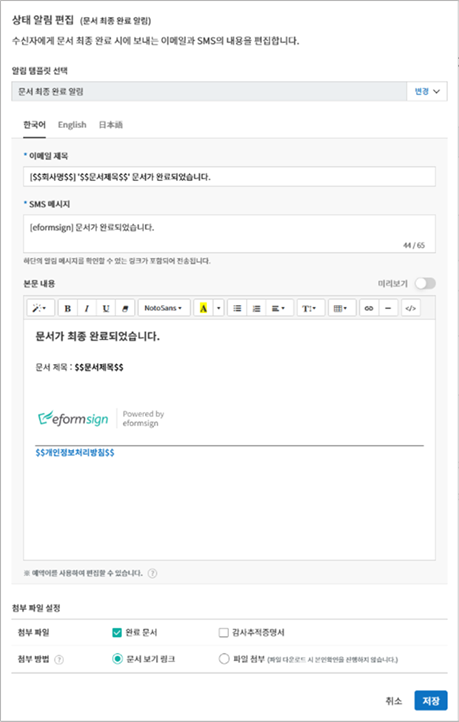 상태 알림 편집 (문서 최종 완료 알림)
수신자에게 문서 최종 완료 시에 보내는 이메일과 SMS의 내용을 편집합니다.
알림 템플릿 선택
문서 최종 완료 알림 변경
한국어 English 日本語
* 이메일 제목
[$$회사명$$] '$$문서제목$$' 문서가 완료되었습니다.
* SMS 메시지
[eformsign] 문서가 완료되었습니다.
44 / 65
하단의 알림 메시지를 확인할 수 있는 링크가 포함되어 전송됩니다.
본문 내용 미리보기
B I U NotoSans A T </>
문서가 최종 완료되었습니다.
문서 제목 : $$문서제목$$
eformsign Powered by
eformsign
$$개인정보처리방침$$
※ 예약어를 사용하여 편집할 수 있습니다. ?
첨부 파일 설정
첨부 파일 완료 문서 감사추적증명서
첨부 방법 ? 문서 보기 링크 파일 첨부 (파일 다운로드 시 본인확인을 진행하지 않습니다.)
취소 저장